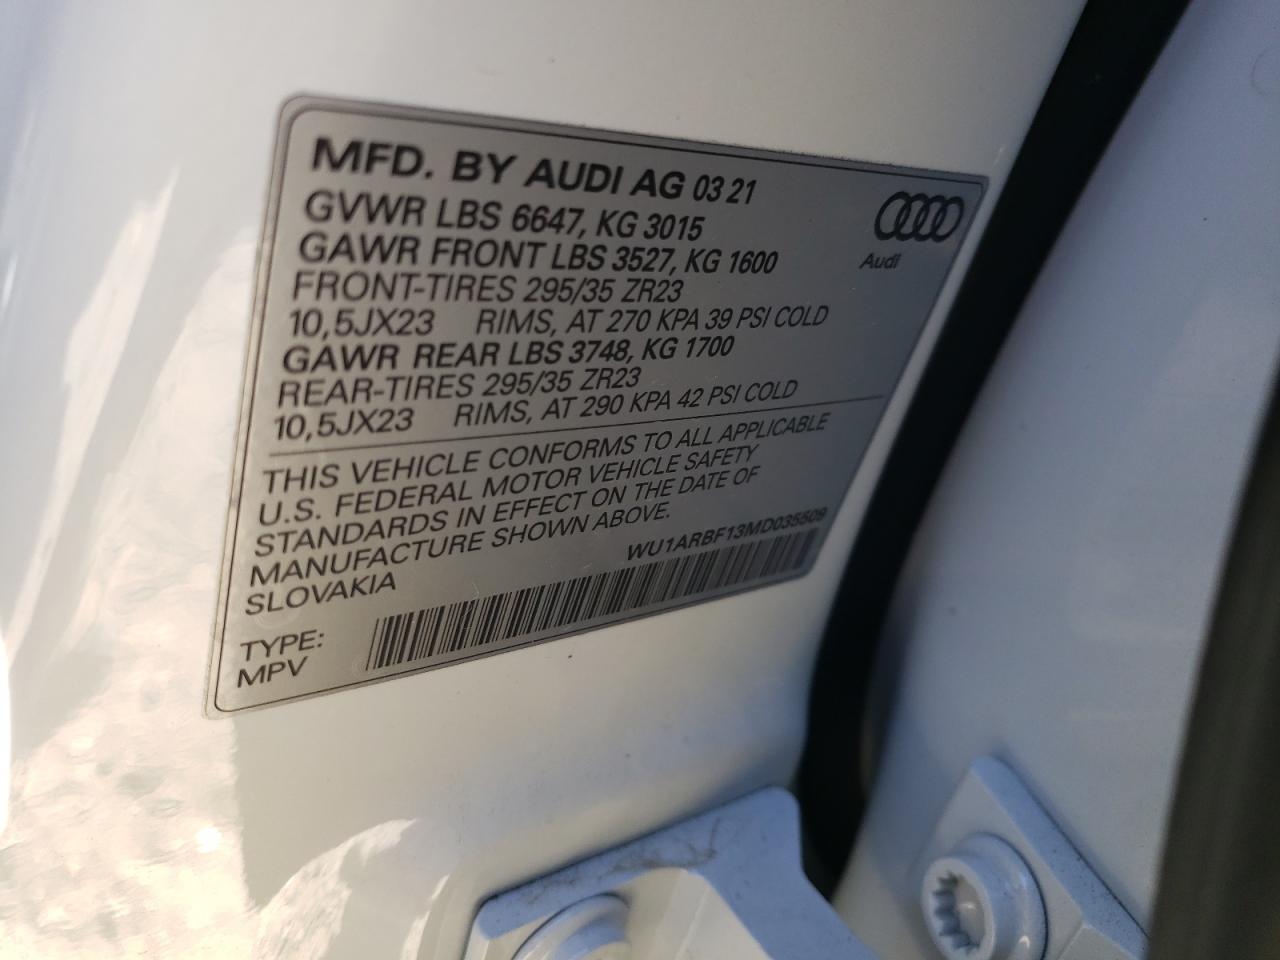 MFD. BY AUDI AG 03 21
GVWR LBS 6647, KG 3015
GAWR FRONT LBS 3527, KG 1600
FRONT-TIRES 295/35 ZR23
10,5JX23 RIMS, AT 270 KPA 39 PSI COLD
GAWR REAR LBS 3748, KG 1700
REAR-TIRES 295/35 ZR23
10,5JX23 RIMS, AT 290 KPA 42 PSI COLD
Audi
THIS VEHICLE CONFORMS TO ALL APPLICABLE
U.S. FEDERAL MOTOR VEHICLE SAFETY
STANDARDS IN EFFECT ON THE DATE OF
MANUFACTURE SHOWN ABOVE.
SLOVAKIA
WU1ARBF13MD035509
TYPE:
MPV